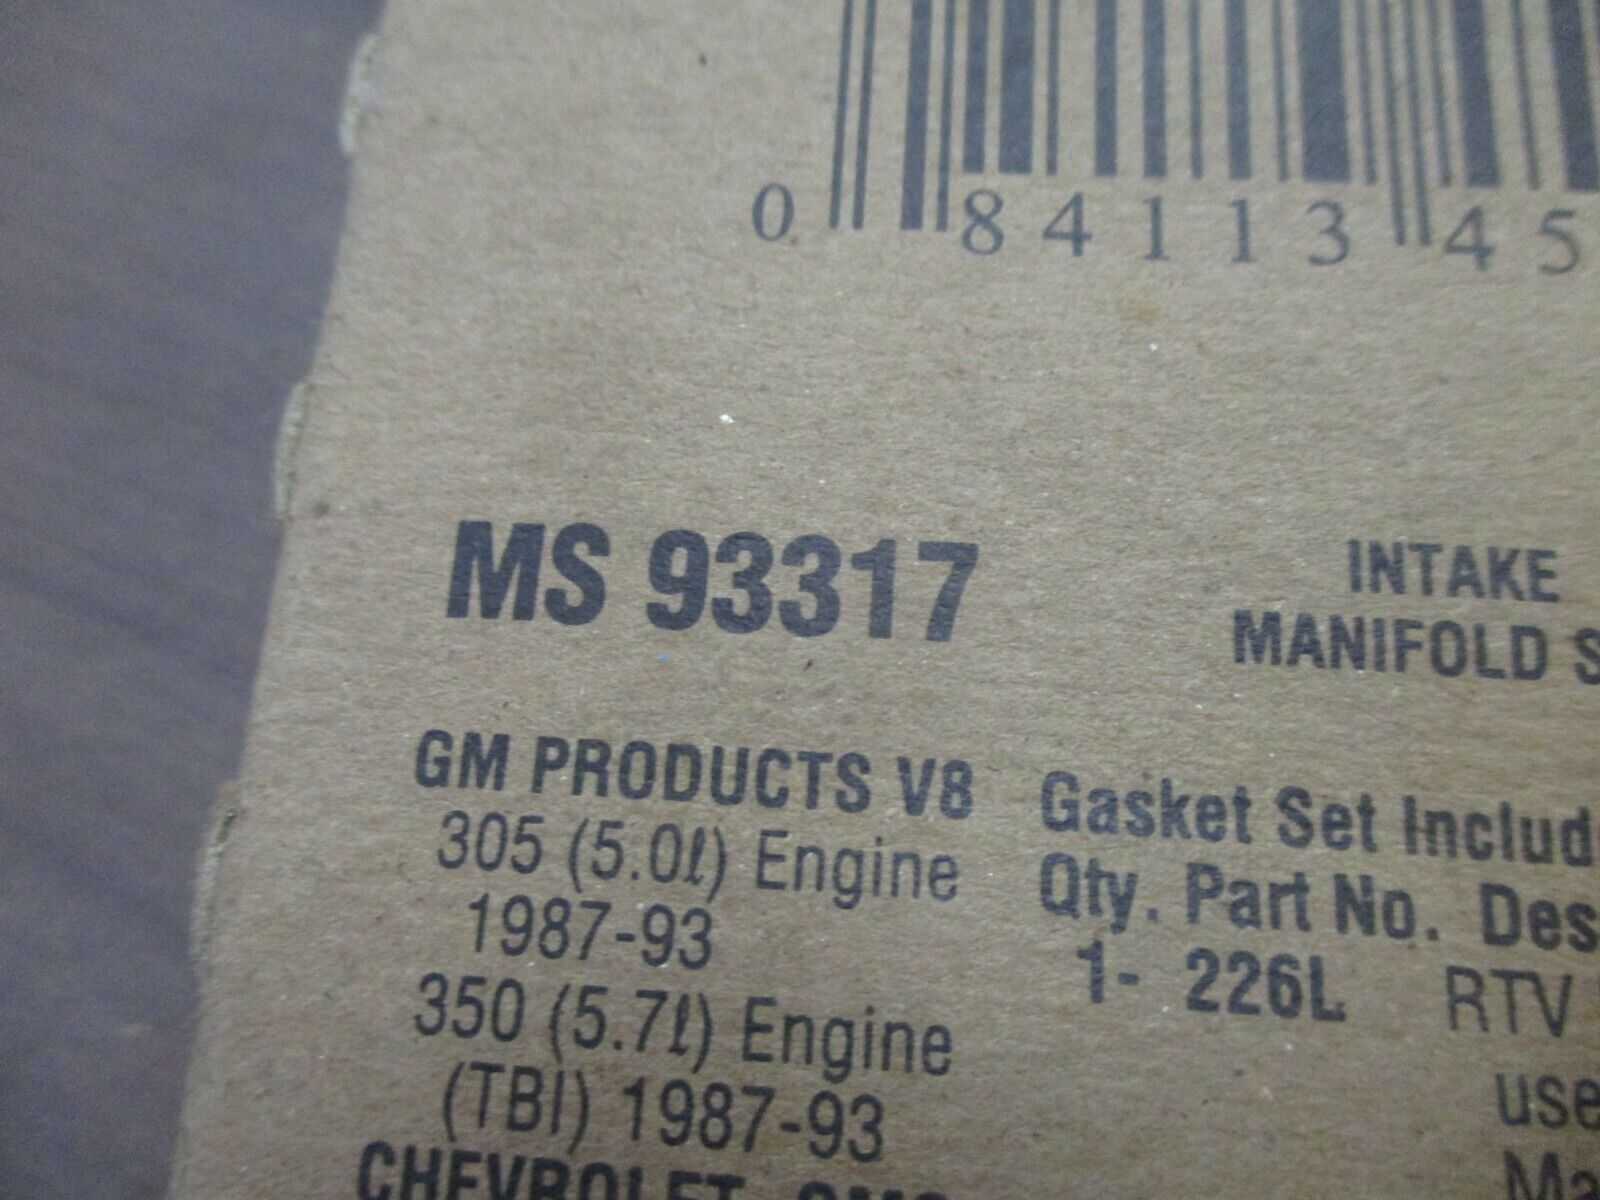 0 84113 45
MS 93317
INTAKE
MANIFOLD
GM PRODUCTS V8
305 (5.0ℓ) Engine
1987-93
350 (5.7ℓ) Engine
(TBI) 1987-93
CHEVROLET
Gasket Set
Qty. Part No.
1- 226L RTV